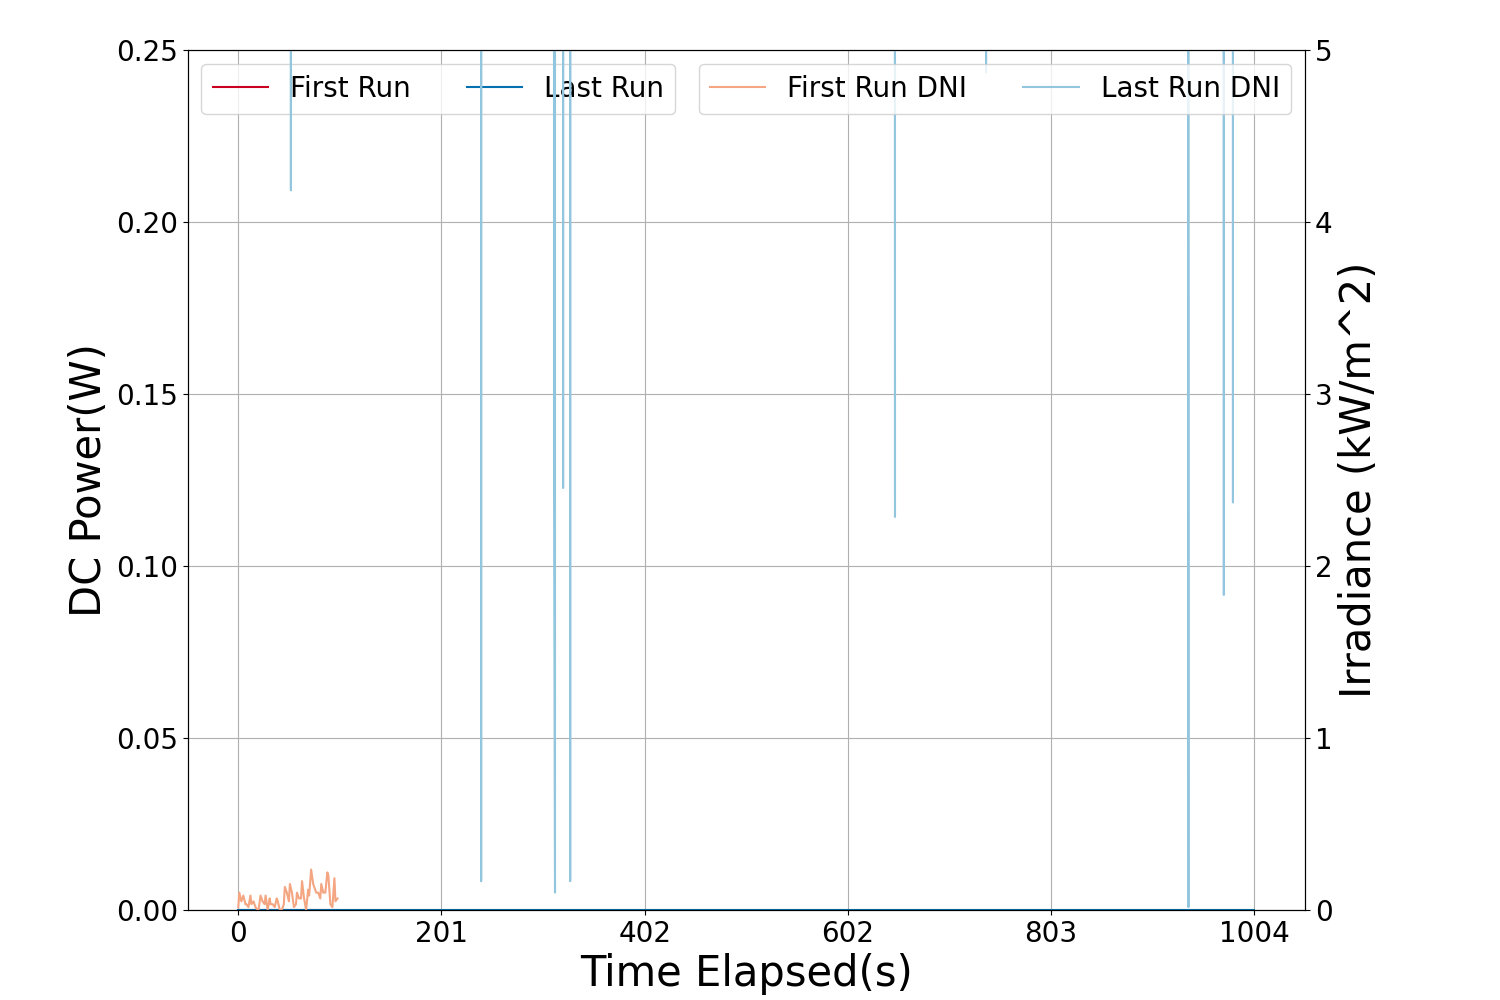 First Run
Last Run
First Run DNI
Last Run DNI
0.25
0.20
0.15
0.10
0.05
0.00
DC Power(W)
5
4
3
2
1
0
Irradiance (kW/m^2)
0
201
402
602
803
1004
Time Elapsed(s)